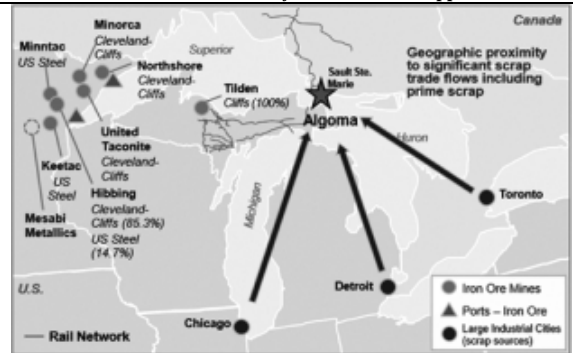 Canada
Minorca
Cleveland-
Cliffs
Minntac
US Steel
Northshore
Cleveland-
Cliffs
Superior
Tilden
Cliffs (100%)
Sault Ste.
Marie
Algoma
Geographic proximity
to significant scrap
trade flows including
prime scrap
United
Taconite
Cleveland-
Cliffs
Keetac
US
Steel
Hibbing
Cleveland-
Cliffs (85.3%)
US Steel
(14.7%)
Mesabi
Metallics
Michigan
Huron
Toronto
Detroit
Chicago
U.S.
Rail Network
Iron Ore Mines
Ports – Iron Ore
Large Industrial Cities
(scrap sources)